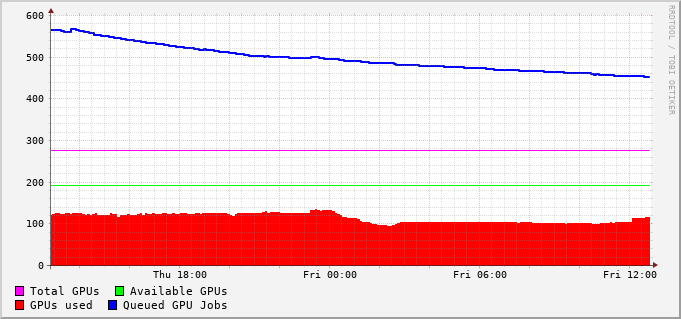 600
500
400
300
200
100
0
Thu 18:00 Fri 00:00 Fri 06:00 Fri 12:00
Total GPUs Available GPUs
GPUs used Queued GPU Jobs
RRDTOOL / TOBI OETIKER